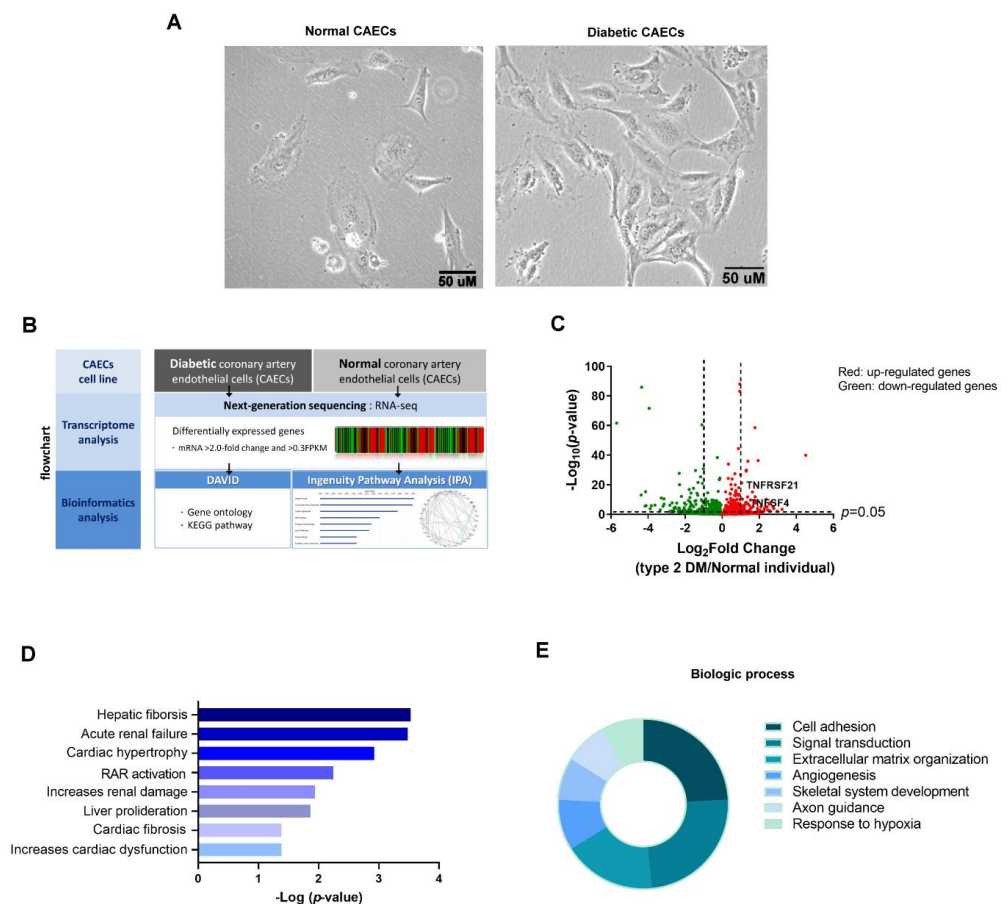 A
Normal CAECs
Diabetic CAECs
50 uM
50 uM
B
flowchart
CAECs
cell line
Diabetic coronary artery
endothelial cells (CAECs)
Normal coronary artery
endothelial cells (CAECs)
Transcriptome
analysis
Next-generation sequencing : RNA-seq
Differentially expressed genes
· mRNA >2.0-fold change and >0.3FPKM
Bioinformatics
analysis
DAVID
· Gene ontology
· KEGG pathway
Ingenuity Pathway Analysis (IPA)
C
-Log10(p-value)
100
80
60
40
20
0
-6
-4
-2
0
2
4
6
TNFRSF21
TNFSF4
p=0.05
Red: up-regulated genes
Green: down-regulated genes
Log2Fold Change
(type 2 DM/Normal individual)
D
Hepatic fiborsis
Acute renal failure
Cardiac hypertrophy
RAR activation
Increases renal damage
Liver prolideration
Cardiac fibrosis
Increases cardiac dysfunction
0
1
2
3
4
-Log (p-value)
E
Biologic process
Cell adhesion
Signal transduction
Extracellular matrix organization
Angiogenesis
Skeletal system development
Axon guidance
Response to hypoxia